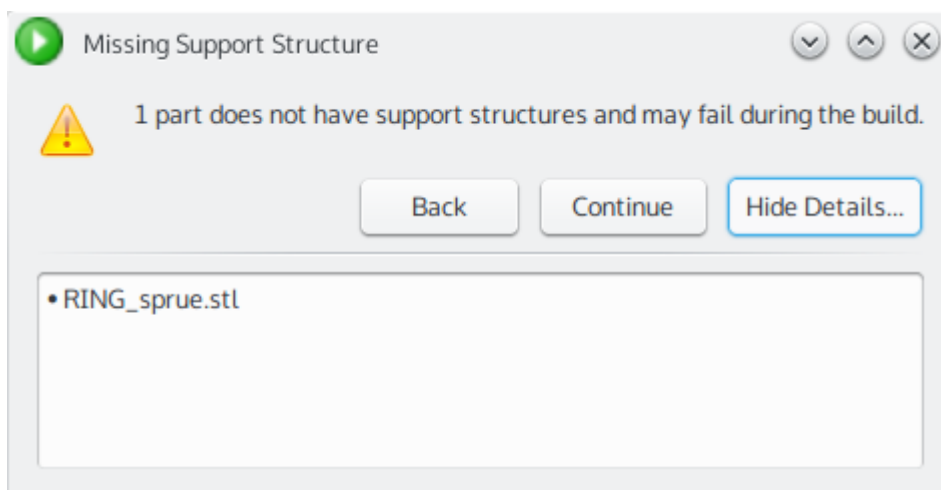 Missing Support Structure
1 part does not have support structures and may fail during the build.
Back Continue Hide Details...
• RING_sprue.stl